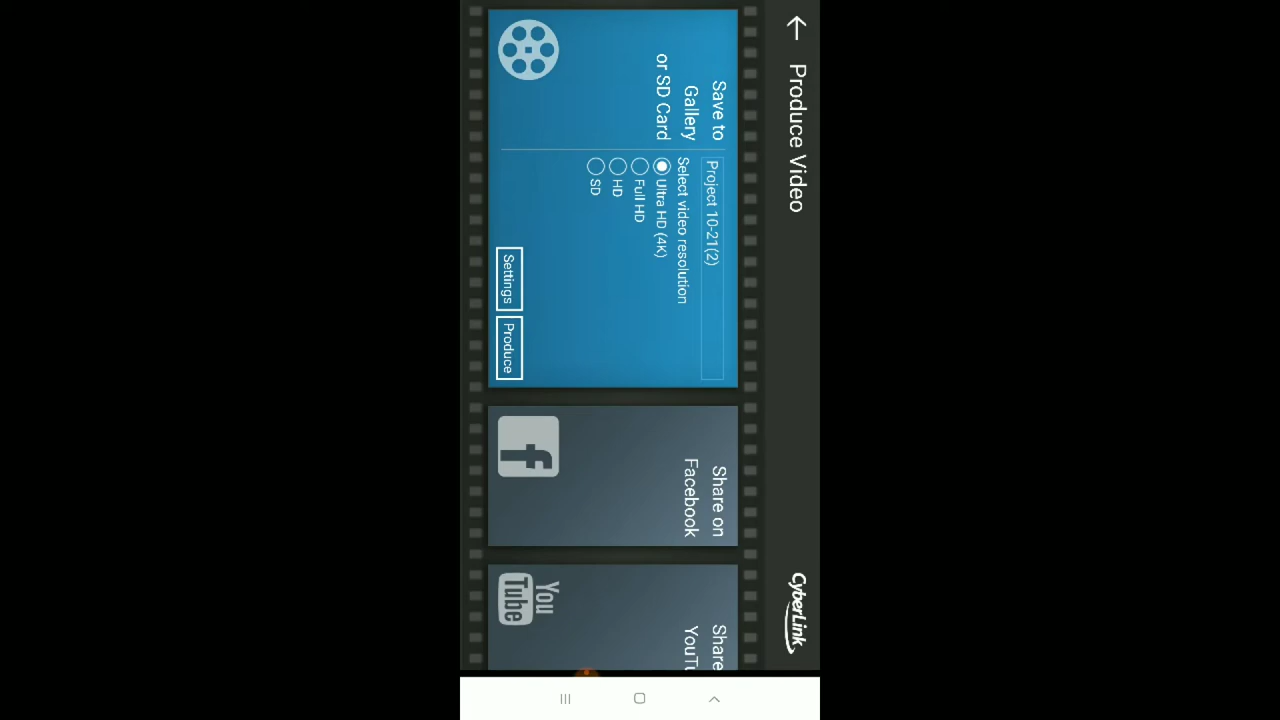 Produce Video
CyberLink
Save to
Gallery
or SD Card
Project 10-21(2)
Select video resolution
Ultra HD (4K)
Full HD
HD
SD
Settings
Produce
Share on
Facebook
f
Share
YouTu
You
Tube